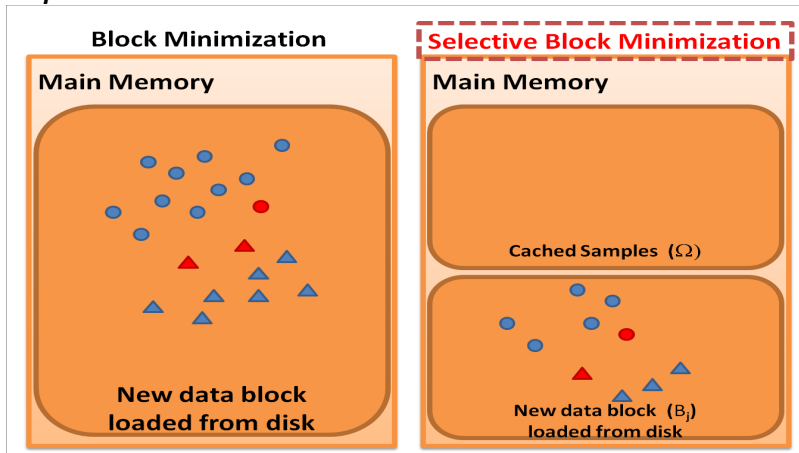 Block Minimization
Selective Block Minimization
Main Memory
Main Memory
New data block
loaded from disk
Cached Samples (Ω)
New data block (Bj)
loaded from disk